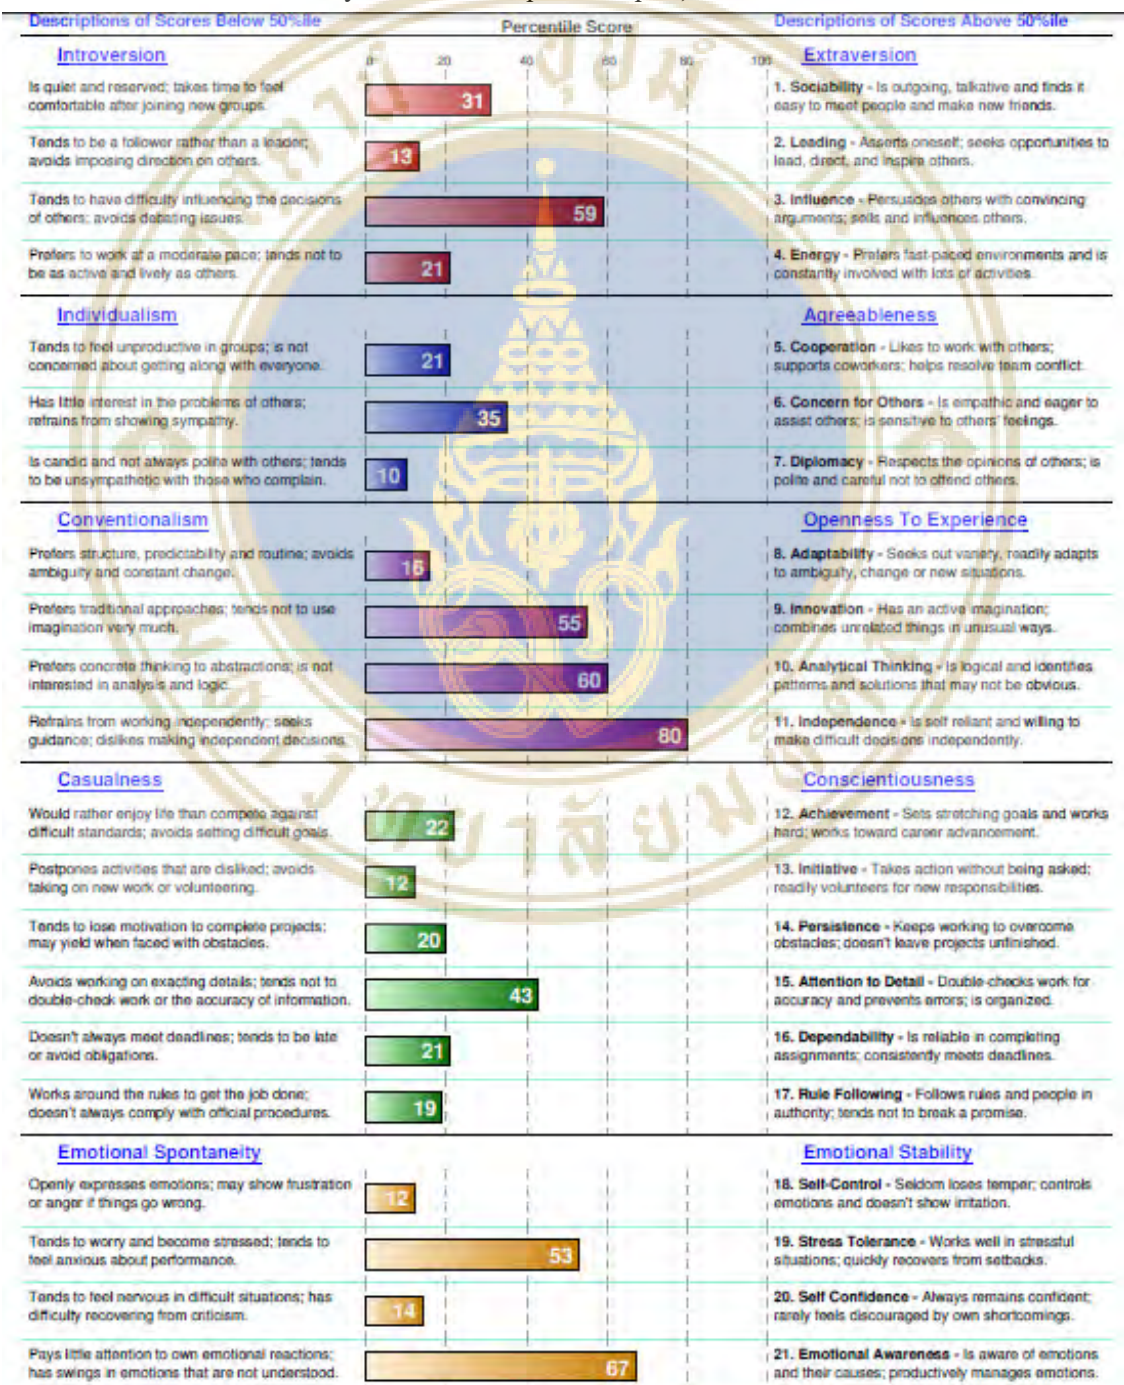 Descriptions of Scores Below 50%ile
Percentile Score
Descriptions of Scores Above 50%ile
Introversion
0 20 40 60 80 100
Extraversion
Is quiet and reserved; takes time to feel
comfortable after joining new groups.
31
1. Sociability - Is outgoing, talkative and finds it
easy to meet people and make new friends.
Tends to be a follower rather than a leader;
avoids imposing direction on others.
13
2. Leading - Asserts oneself; seeks opportunities to
lead, direct, and inspire others.
Tends to have difficulty influencing the decisions
of others; avoids debating issues.
59
3. Influence - Persuades others with convincing
arguments; sells and influences others.
Prefers to work at a moderate pace; tends not to
be as active and lively as others.
21
4. Energy - Prefers fast-paced environments and is
constantly involved with lots of activities.
Individualism
Agreeableness
Tends to feel unproductive in groups; is not
concerned about getting along with everyone.
21
5. Cooperation - Likes to work with others;
supports coworkers; helps resolve team conflict.
Has little interest in the problems of others;
refrains from showing sympathy.
35
6. Concern for Others - Is empathic and eager to
assist others; is sensitive to others' feelings.
Is candid and not always polite with others; tends
to be unsympathetic with those who complain.
10
7. Diplomacy - Respects the opinions of others; is
polite and careful not to offend others.
Conventionalism
Openness To Experience
Prefers structure, predictability and routine; avoids
ambiguity and constant change.
16
8. Adaptability - Seeks out variety, readily adapts
to ambiguity, change or new situations.
Prefers traditional approaches; tends not to use
imagination very much.
55
9. Innovation - Has an active imagination;
combines unrelated things in unusual ways.
Prefers concrete thinking to abstractions; is not
interested in analysis and logic.
60
10. Analytical Thinking - Is logical and identifies
patterns and solutions that may not be obvious.
Refrains from working independently; seeks
guidance; dislikes making independent decisions.
80
11. Independence - Is self reliant and willing to
make difficult decisions independently.
Casualness
Conscientiousness
Would rather enjoy life than compete against
difficult standards; avoids setting difficult goals.
22
12. Achievement - Sets stretching goals and works
hard; works toward career advancement.
Postpones activities that are disliked; avoids
taking on new work or volunteering.
12
13. Initiative - Takes action without being asked;
readily volunteers for new responsibilities.
Tends to lose motivation to complete projects;
may yield when faced with obstacles.
20
14. Persistence - Keeps working to overcome
obstacles; doesn't leave projects unfinished.
Avoids working on exacting details; tends not to
double-check work or the accuracy of information.
43
15. Attention to Detail - Double-checks work for
accuracy and prevents errors; is organized.
Doesn't always meet deadlines; tends to be late
or avoid obligations.
21
16. Dependability - Is reliable in completing
assignments; consistently meets deadlines.
Works around the rules to get the job done;
doesn't always comply with official procedures.
19
17. Rule Following - Follows rules and people in
authority; tends not to break a promise.
Emotional Spontaneity
Emotional Stability
Openly expresses emotions; may show frustration
or anger if things go wrong.
12
18. Self-Control - Seldom loses temper; controls
emotions and doesn't show irritation.
Tends to worry and become stressed; tends to
feel anxious about performance.
53
19. Stress Tolerance - Works well in stressful
situations; quickly recovers from setbacks.
Tends to feel nervous in difficult situations; has
difficulty recovering from criticism.
14
20. Self Confidence - Always remains confident;
rarely feels discouraged by own shortcomings.
Pays little attention to own emotional reactions;
has swings in emotions that are not understood.
67
21. Emotional Awareness - Is aware of emotions
and their causes; productively manages emotions.